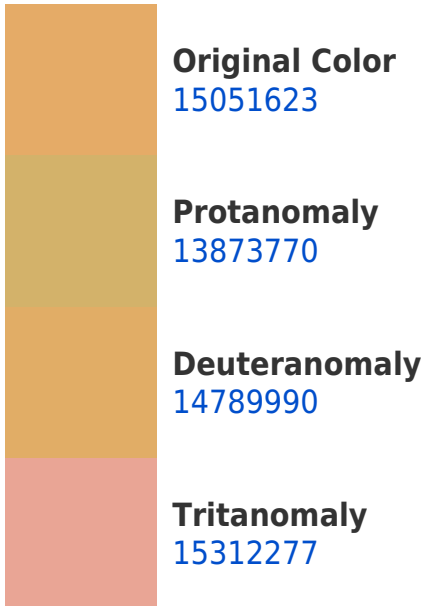 Original Color
15051623
Protanomaly
13873770
Deuteranomaly
14789990
Tritanomaly
15312277